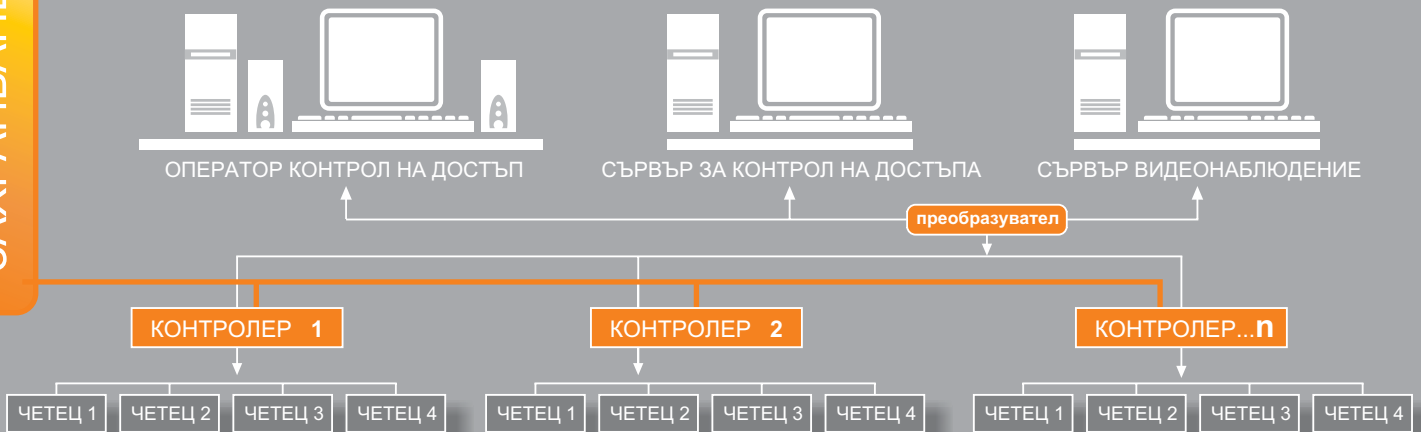 ОПЕРАТОР КОНТРОЛ НА ДОСТЪП
СЪРВЪР ЗА КОНТРОЛ НА ДОСТЪПА
СЪРВЪР ВИДЕОНАБЛЮДЕНИЕ
преобразувател
КОНТРОЛЕР 1
КОНТРОЛЕР 2
КОНТРОЛЕР...n
ЧЕТЕЦ 1
ЧЕТЕЦ 2
ЧЕТЕЦ 3
ЧЕТЕЦ 4
ЧЕТЕЦ 1
ЧЕТЕЦ 2
ЧЕТЕЦ 3
ЧЕТЕЦ 4
ЧЕТЕЦ 1
ЧЕТЕЦ 2
ЧЕТЕЦ 3
ЧЕТЕЦ 4